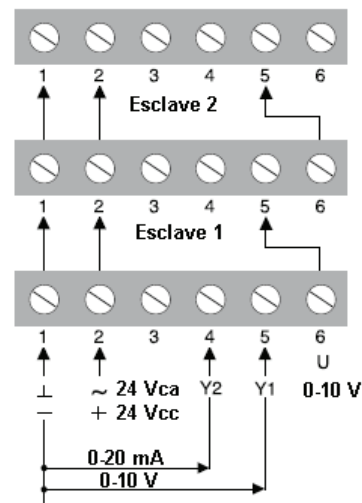 1 2 3 4 5 6
Esclave 2
1 2 3 4 5 6
Esclave 1
1 2 3 4 5 6
U
⊥ ~ 24 Vca Y2 Y1 0-10 V
− + 24 Vcc
0-20 mA
0-10 V